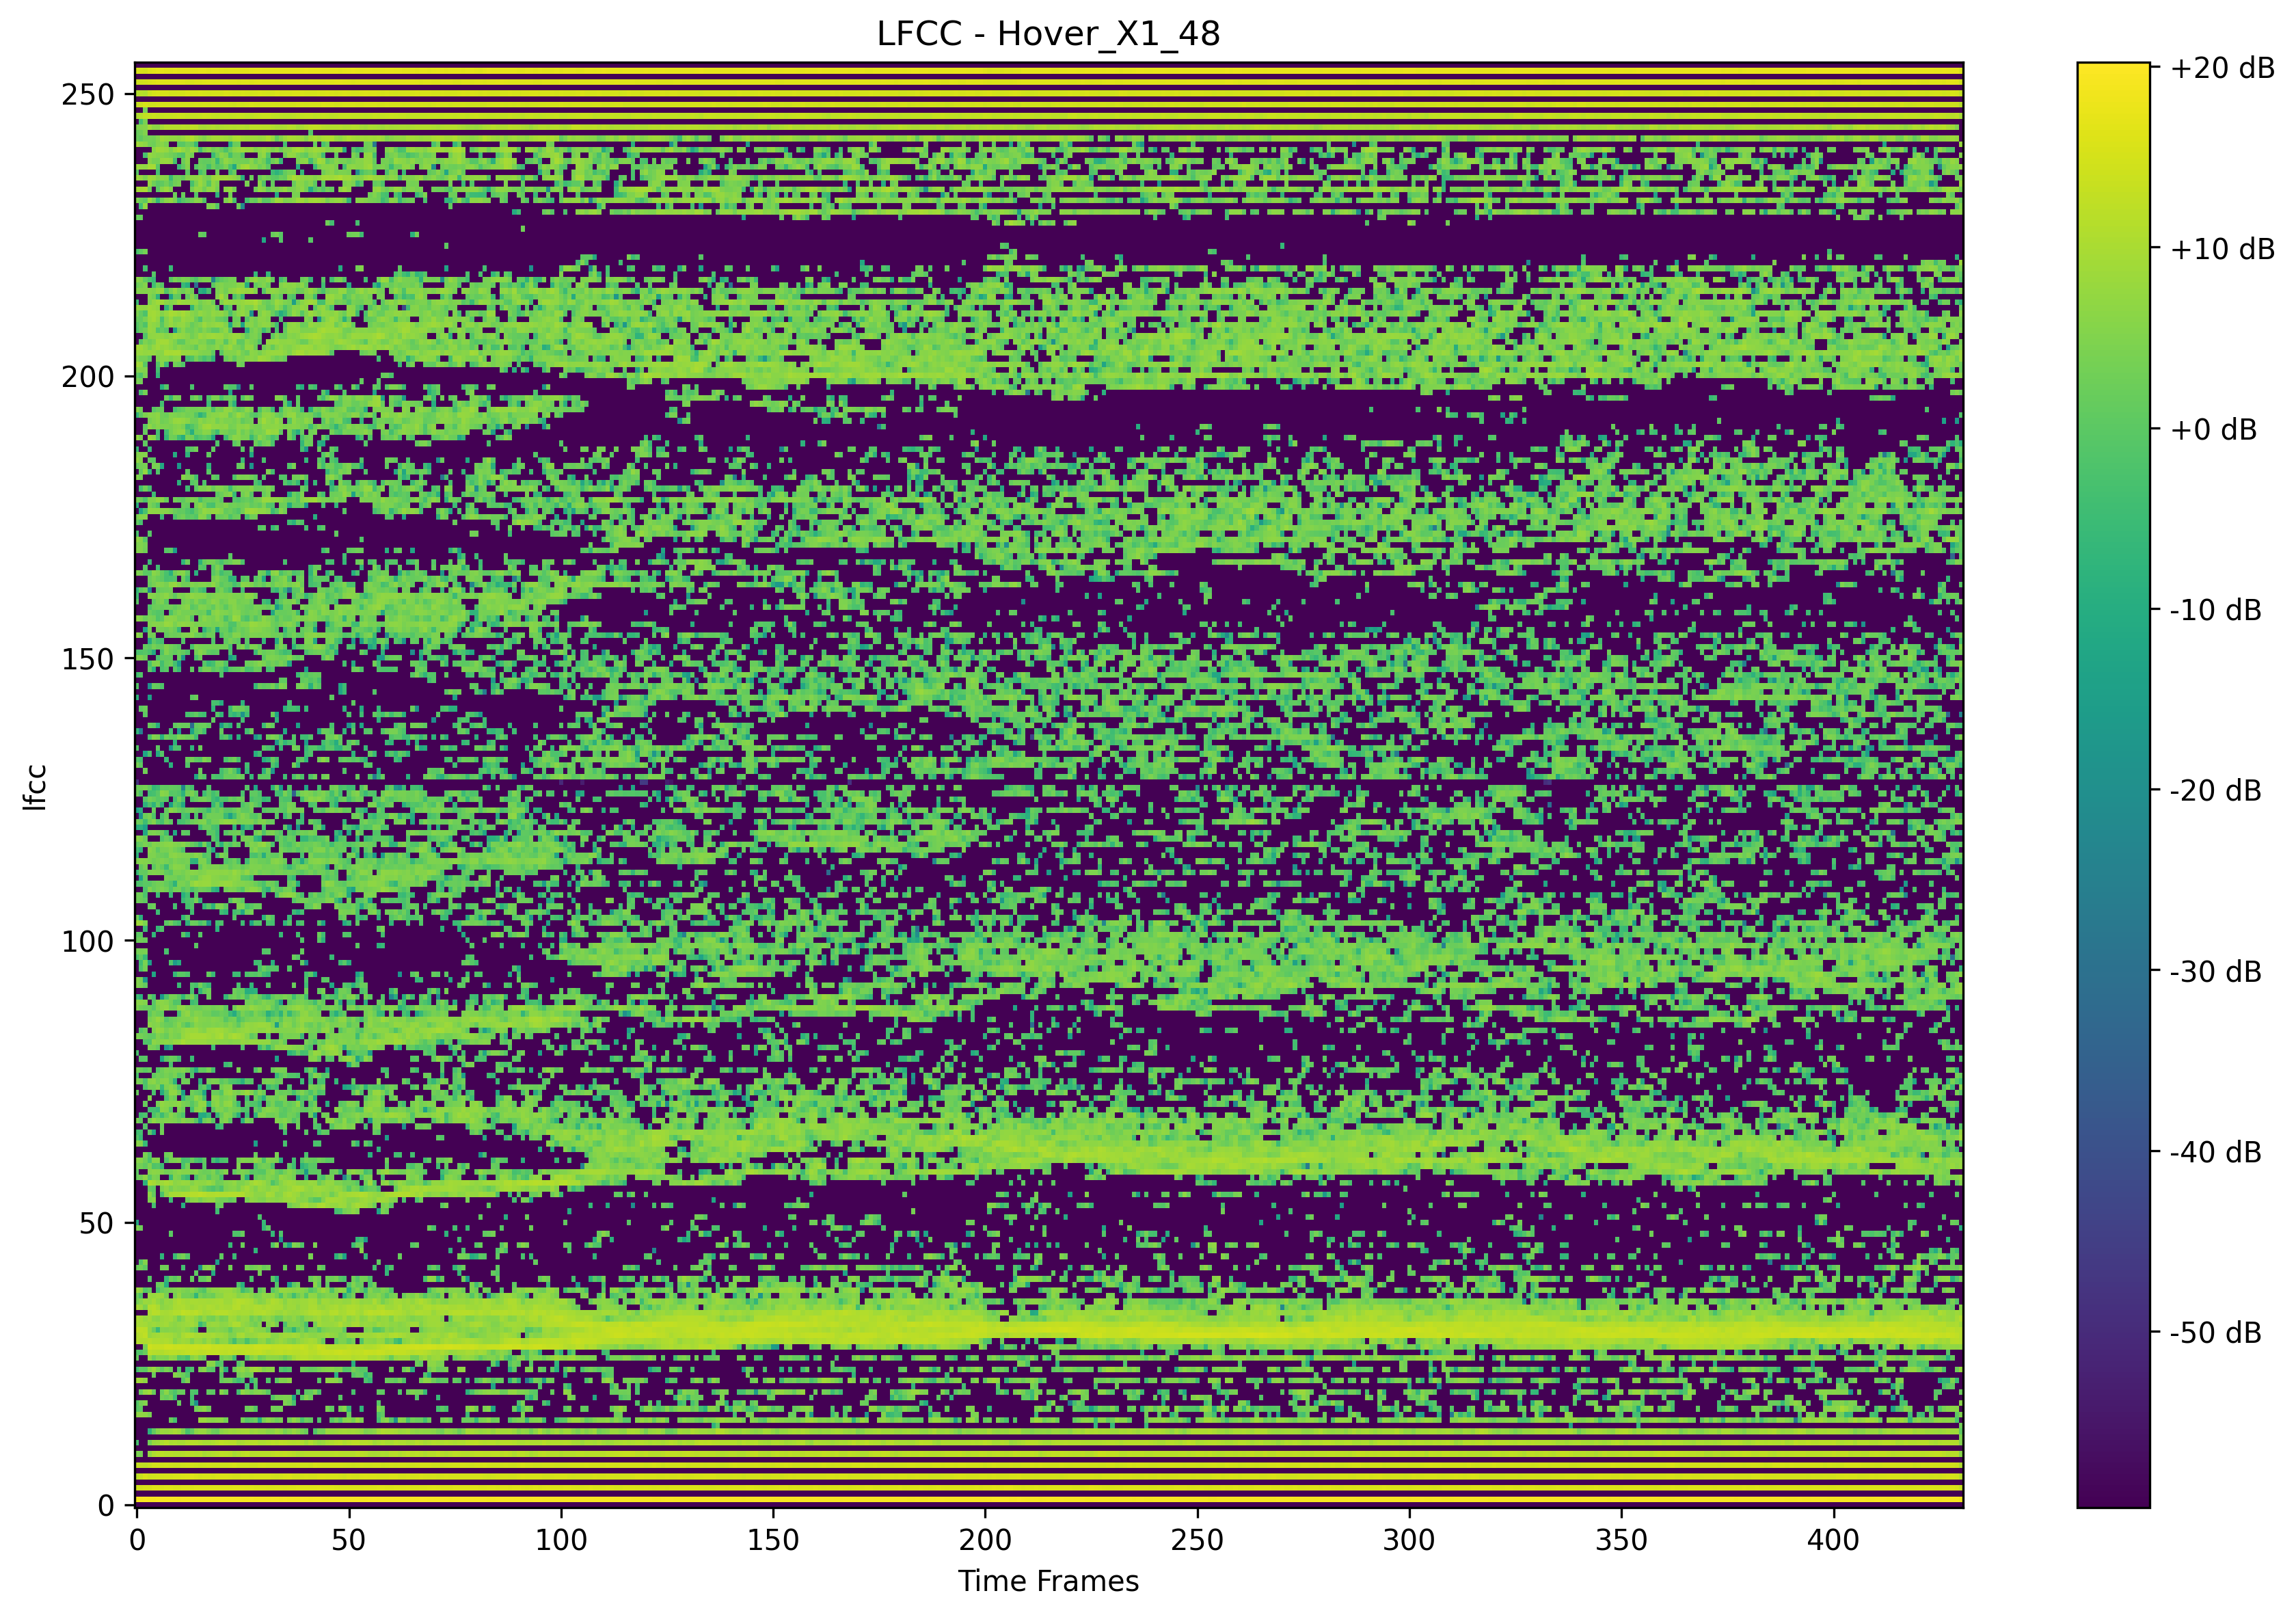 LFCC - Hover_X1_48
250
200
150
100
50
0
lfcc
0 50 100 150 200 250 300 350 400
Time Frames
+20 dB
+10 dB
+0 dB
-10 dB
-20 dB
-30 dB
-40 dB
-50 dB